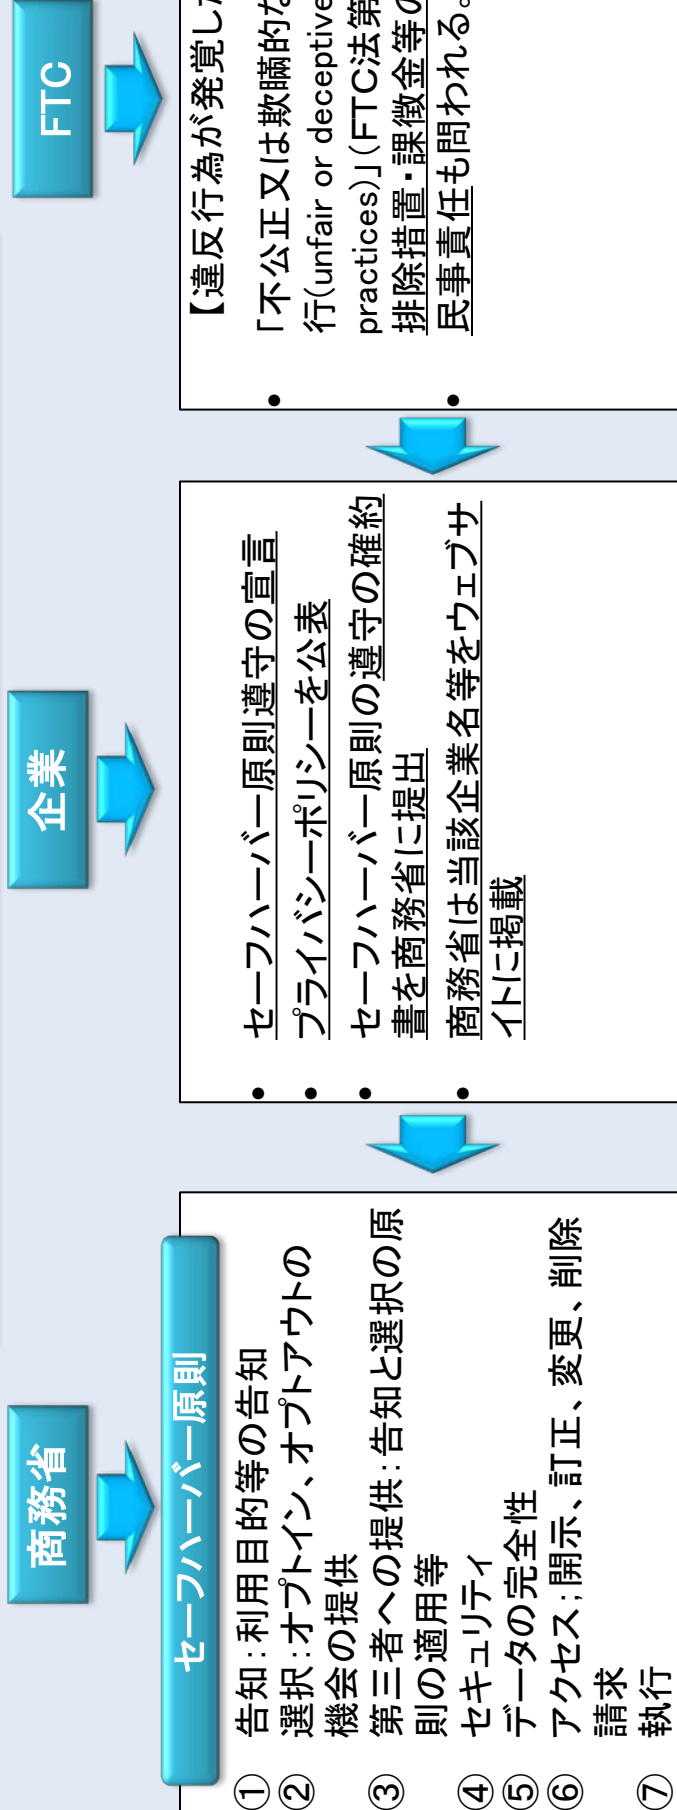 商務省
セーフハーバー原則
① 告知：利用目的等の告知
② 選択：オプトイン、オプトアウトの
機会の提供
③ 第三者への提供：告知と選択の原
則の適用等
④ セキュリティ
⑤ データの完全性
⑥ アクセス；開示、訂正、変更、削除
請求
⑦ 執行
企業
• セーフハーバー原則遵守の宣言
• プライバシーポリシーを公表
• セーフハーバー原則の遵守の確約
書を商務省に提出
• 商務省は当該企業名等をウェブサ
イトに掲載
FTC
【違反行為が発覚し
• 「不公正又は欺瞞的な
行(unfair or deceptive
practices)」（FTC法第
排除措置・課徴金等の
• 民事責任も問われる。